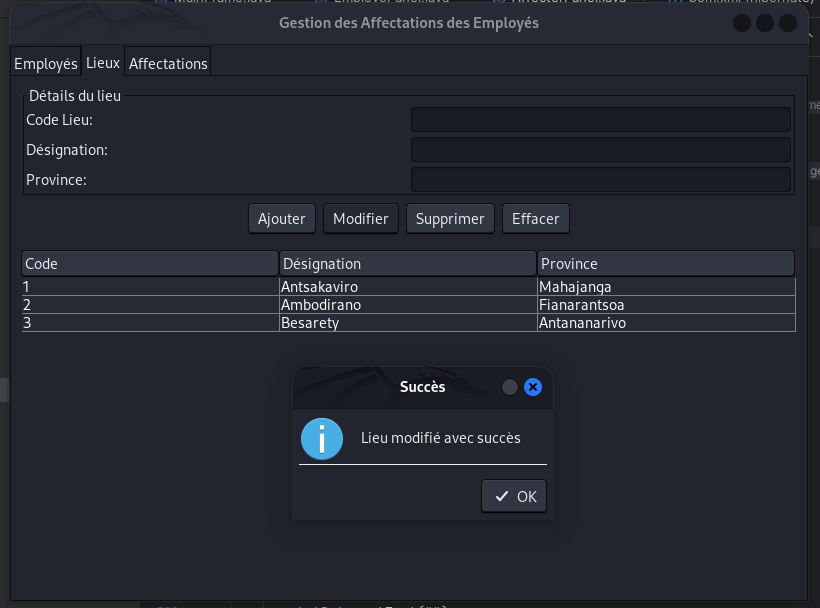 Gestion des Affectations des Employés
Employés Lieux Affectations
Détails du lieu
Code Lieu:
Désignation:
Province:
Ajouter Modifier Supprimer Effacer
Code Désignation Province
1 Antsakaviro Mahajanga
2 Ambodirano Fianarantsoa
3 Besarety Antananarivo
Succès
Lieu modifié avec succès
OK